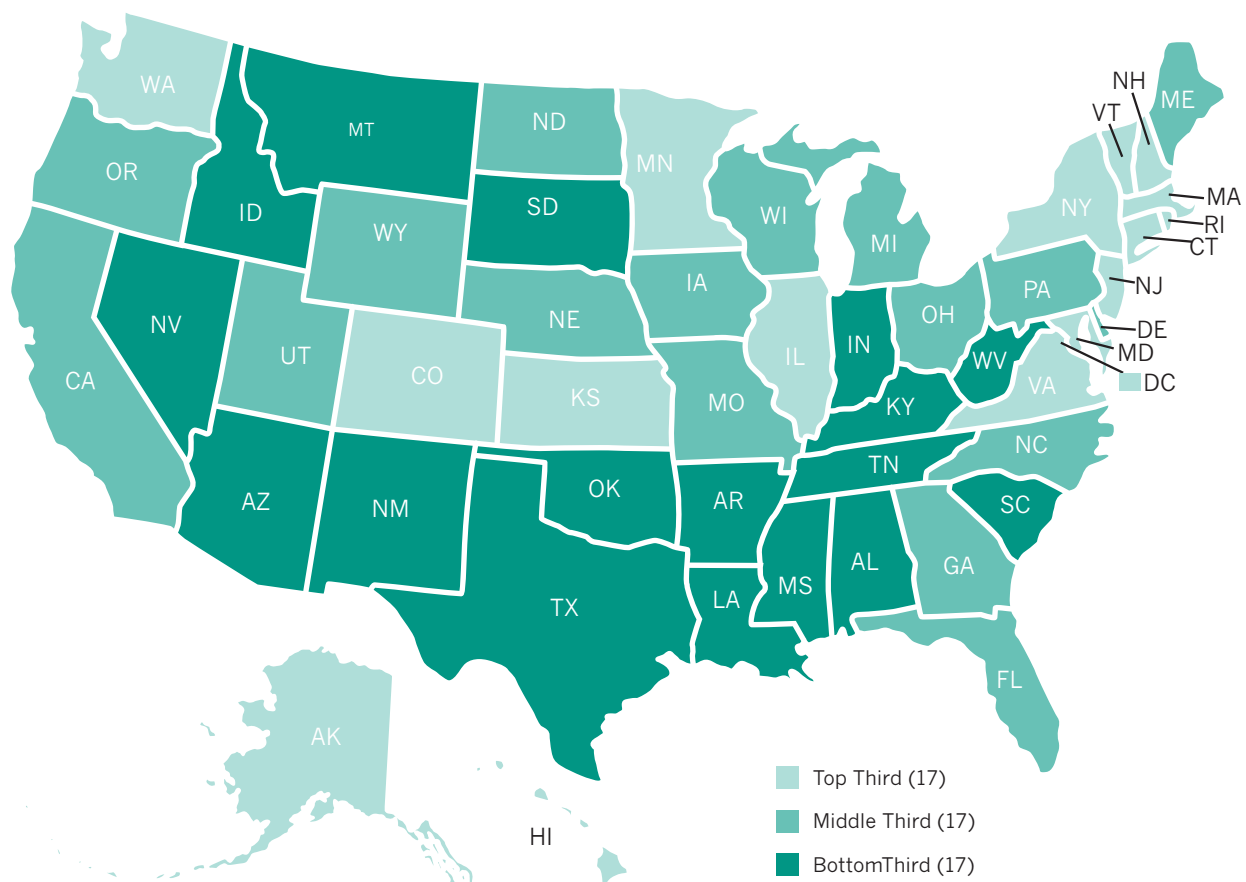 NH
ME
VT
WA
ND
MT
MN
OR
MA
ID
SD
WI
NY
RI
WY
MI
CT
IA
PA
NJ
NV
NE
OH
DE
UT
IL
IN
MD
CO
WV
DC
CA
KS
VA
MO
KY
NC
TN
OK
AZ
AR
SC
NM
AL
GA
MS
TX
LA
FL
AK
Top Third (17)
Middle Third (17)
HI
BottomThird (17)